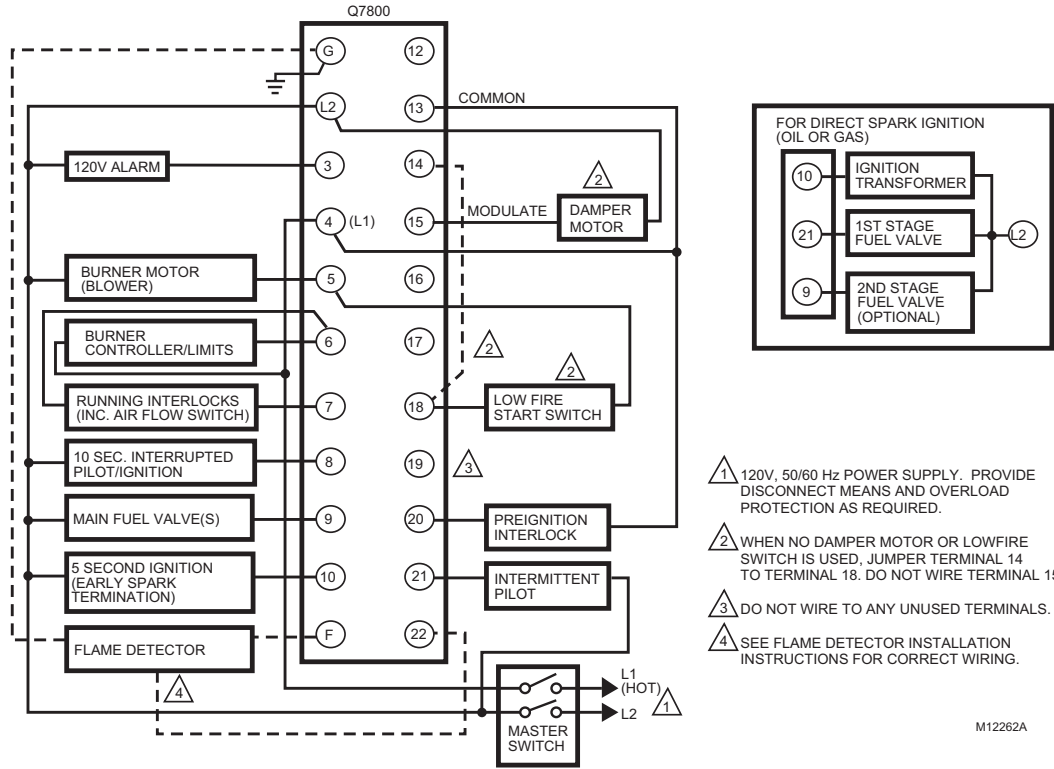 Q7800
G
12
L2
13
COMMON
120V ALARM
3
14
2
4
(L1)
15
MODULATE
DAMPER
MOTOR
BURNER MOTOR
(BLOWER)
5
16
BURNER
CONTROLLER/LIMITS
6
17
2
2
RUNNING INTERLOCKS
(INC. AIR FLOW SWITCH)
7
18
LOW FIRE
START SWITCH
10 SEC. INTERRUPTED
PILOT/IGNITION
8
19
3
MAIN FUEL VALVE(S)
9
20
PREIGNITION
INTERLOCK
5 SECOND IGNITION
(EARLY SPARK
TERMINATION)
10
21
INTERMITTENT
PILOT
FLAME DETECTOR
F
22
4
L1
(HOT)
L2
1
MASTER
SWITCH
FOR DIRECT SPARK IGNITION
(OIL OR GAS)
10
IGNITION
TRANSFORMER
21
1ST STAGE
FUEL VALVE
L2
9
2ND STAGE
FUEL VALVE
(OPTIONAL)
1 120V, 50/60 Hz POWER SUPPLY. PROVIDE
DISCONNECT MEANS AND OVERLOAD
PROTECTION AS REQUIRED.
2 WHEN NO DAMPER MOTOR OR LOWFIRE
SWITCH IS USED, JUMPER TERMINAL 14
TO TERMINAL 18. DO NOT WIRE TERMINAL 15
3 DO NOT WIRE TO ANY UNUSED TERMINALS.
4 SEE FLAME DETECTOR INSTALLATION
INSTRUCTIONS FOR CORRECT WIRING.
M12262A